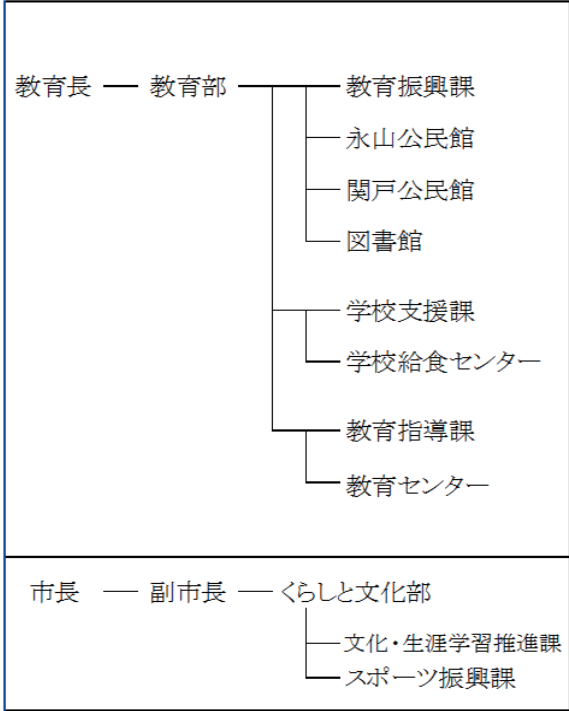 教育長 教育部 教育振興課
永山公民館
関戸公民館
図書館
学校支援課
学校給食センター
教育指導課
教育センター
市長 副市長 くらしと文化部
文化・生涯学習推進課
スポーツ振興課